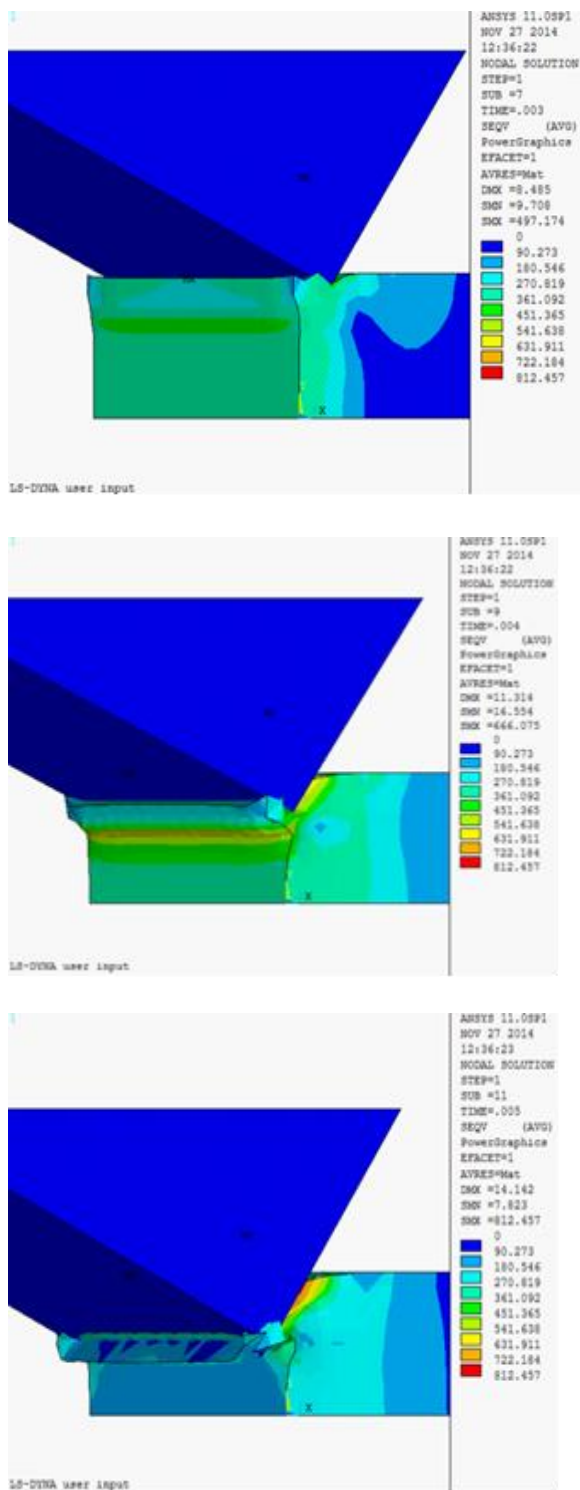 ANSYS 11.0SP1
NOV 27 2014
12:36:22
NODAL SOLUTION
STEP=1
SUB =7
TIME=.003
SEQV (AVG)
PowerGraphics
EFACET=1
AVRES=Mat
DMX =8.485
SMN =9.708
SMX =497.174
0
90.273
180.546
270.819
361.092
451.365
541.638
631.911
722.184
812.457
X
LS-DYNA user input
ANSYS 11.0SP1
NOV 27 2014
12:36:22
NODAL SOLUTION
STEP=1
SUB =9
TIME=.004
SEQV (AVG)
PowerGraphics
EFACET=1
AVRES=Mat
DMX =11.314
SMN =16.554
SMX =666.075
0
90.273
180.546
270.819
361.092
451.365
541.638
631.911
722.184
812.457
X
LS-DYNA user input
ANSYS 11.0SP1
NOV 27 2014
12:36:23
NODAL SOLUTION
STEP=1
SUB =11
TIME=.005
SEQV (AVG)
PowerGraphics
EFACET=1
AVRES=Mat
DMX =14.142
SMN =7.823
SMX =812.457
0
90.273
180.546
270.819
361.092
451.365
541.638
631.911
722.184
812.457
X
LS-DYNA user input